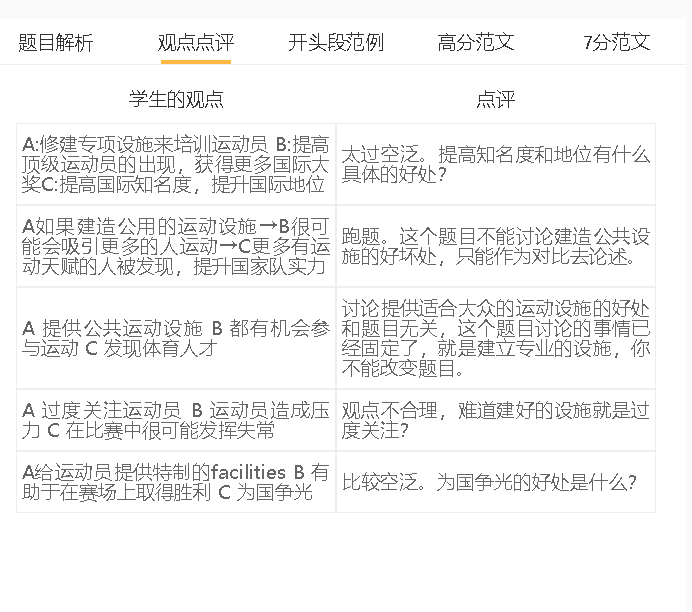 题目解析 观点点评 开头段范例 高分范文 7分范文
学生的观点 点评
A:修建专项设施来培训运动员 B:提高
顶级运动员的出现，获得更多国际大
奖C:提高国际知名度，提升国际地位
太过空泛。提高知名度和地位有什么
具体的好处？
A如果建造公用的运动设施→B很可
能会吸引更多的人运动→C更多有运
动天赋的人被发现，提升国家队实力
跑题。这个题目不能讨论建造公共设
施的好坏处，只能作为对比去论述。
A 提供公共运动设施 B 都有机会参
与运动 C 发现体育人才
讨论提供适合大众的运动设施的好处
和题目无关，这个题目讨论的事情已
经固定了，就是建立专业的设施，你
不能改变题目。
A 过度关注运动员 B 运动员造成压
力 C 在比赛中很可能发挥失常
观点不合理，难道建好的设施就是过
度关注？
A给运动员提供特制的facilities B 有
助于在赛场上取得胜利 C 为国争光
比较空泛。为国争光的好处是什么？